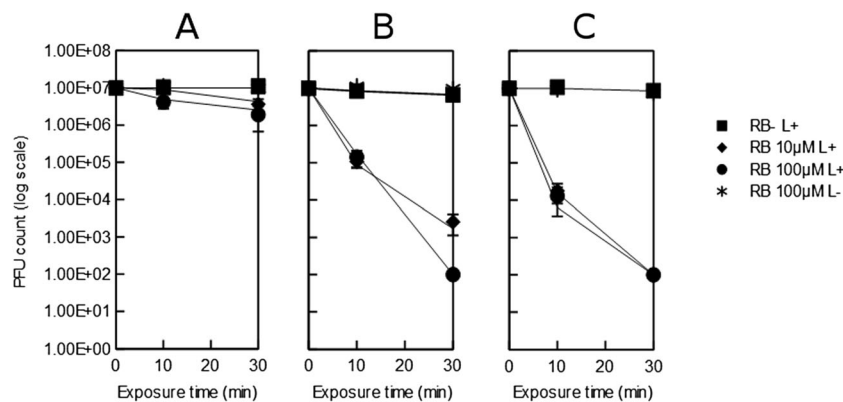 A B C
1.00E+08
1.00E+07
1.00E+06
1.00E+05
1.00E+04
1.00E+03
1.00E+02
1.00E+01
1.00E+00
PFU count (log scale)
0 10 20 30
0 10 20 30
0 10 20 30
Exposure time (min)
Exposure time (min)
Exposure time (min)
RB- L+
RB 10µM L+
RB 100µM L+
RB 100µM L-